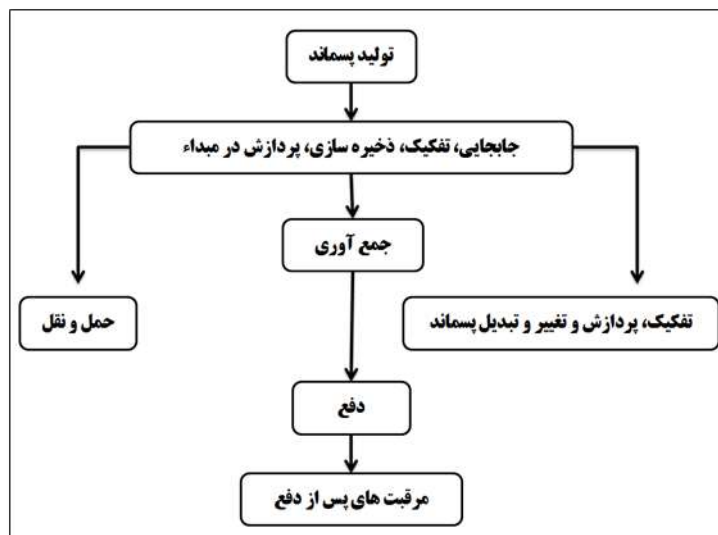 تولید پسماند
جابجایی، تفکیک، ذخیره سازی، پردازش در مبداء
جمع آوری
تفکیک، پردازش و تغییر و تبدیل پسماند
حمل و نقل
دفع
مرقبت های پس از دفع